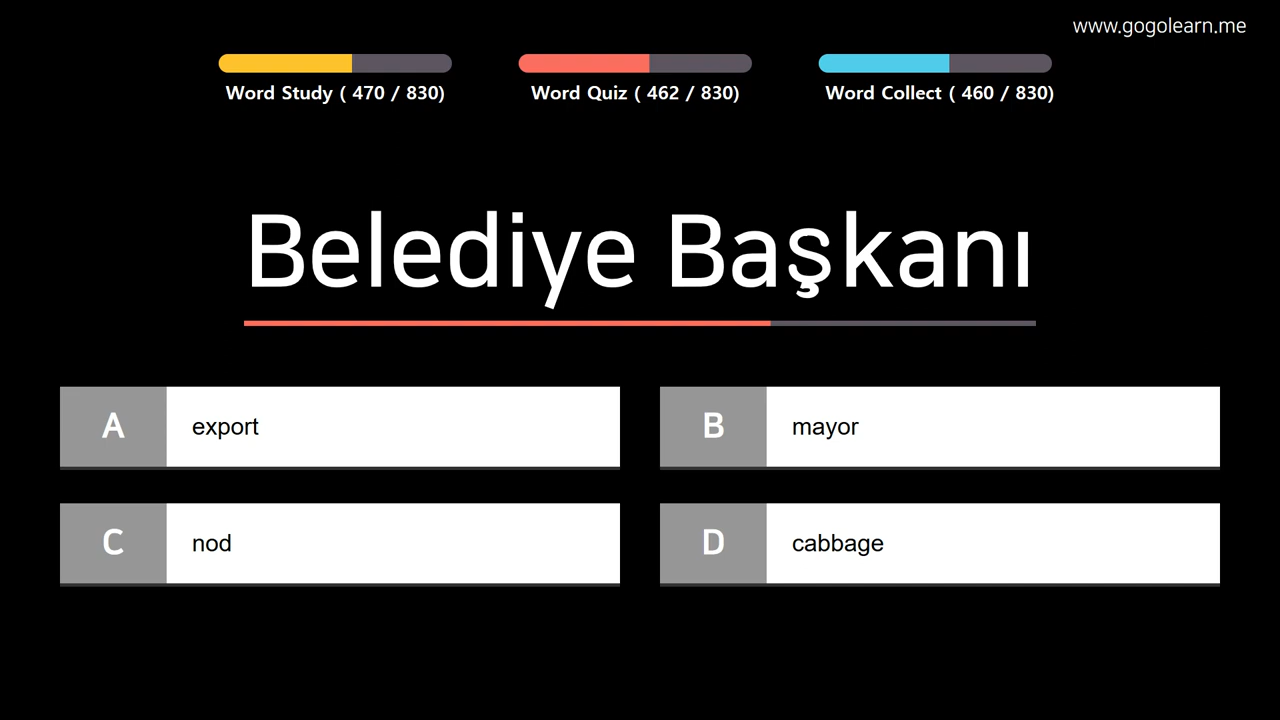 www.gogolearn.me
Word Study ( 470 / 830)
Word Quiz ( 462 / 830)
Word Collect ( 460 / 830)
Belediye Başkanı
A export
B mayor
C nod
D cabbage